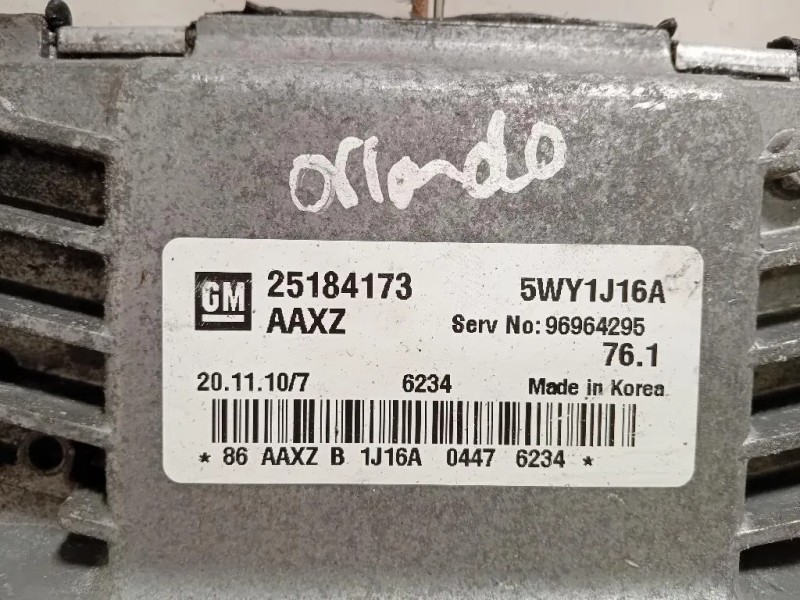 orlando
GM 25184173 5WY1J16A
AAXZ Serv No: 96964295
76.1
20.11.10/7 6234 Made in Korea
* 86 AAXZ B 1J16A 0447 6234 *